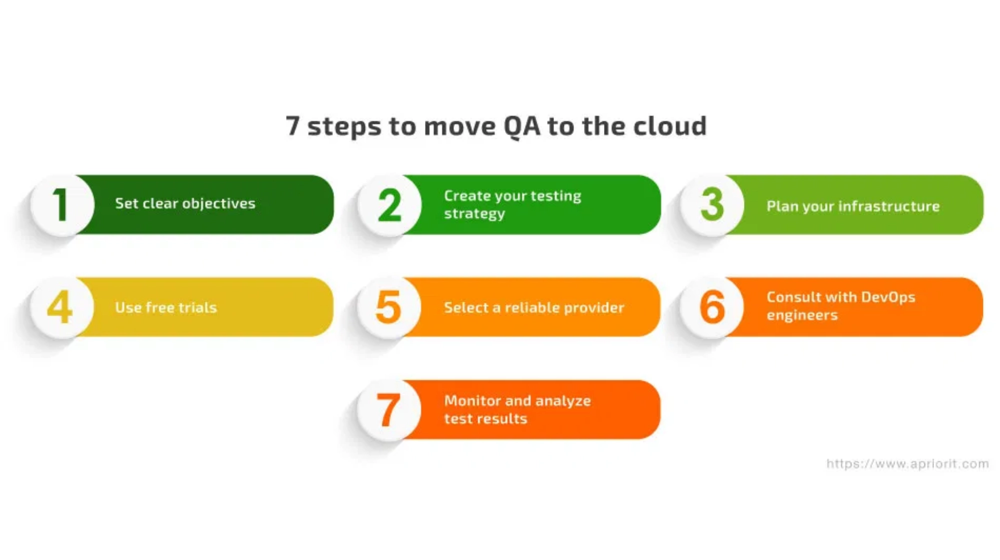 7 steps to move QA to the cloud
1
Set clear objectives
2
Create your testing
strategy
3
Plan your infrastructure
4
Use free trials
5
Select a reliable provider
6
Consult with DevOps
engineers
7
Monitor and analyze
test results
https://www.apriorit.com